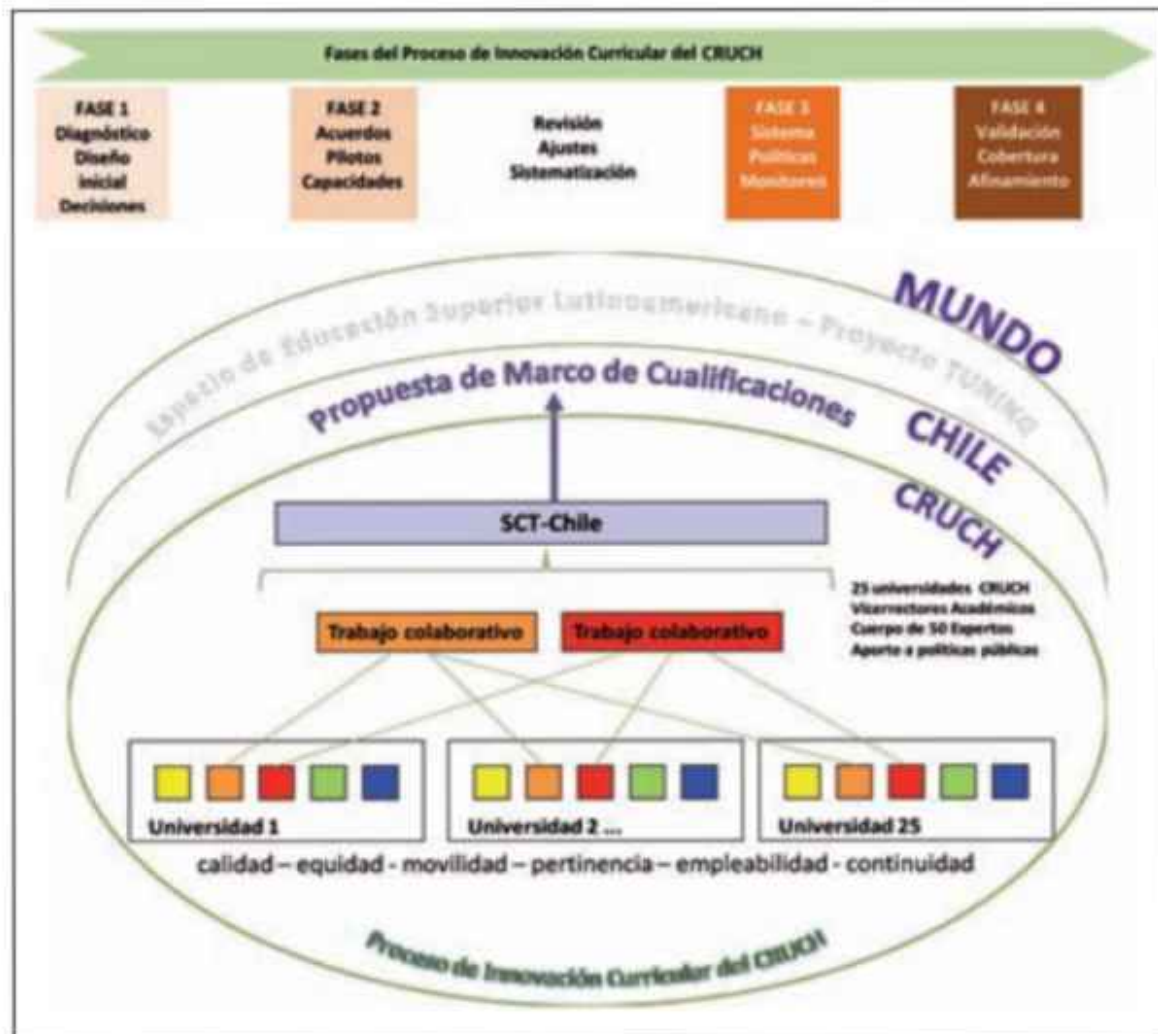 Fases del Proceso de Innovación Curricular del CRUCH
FASE 1
Diagnóstico
Diseño
inicial
Decisiones
FASE 2
Acuerdos
Pilotos
Capacidades
Revisión
Ajustes
Sistematización
FASE 3
Sistema
Políticas
Monitoreo
FASE 4
Validación
Cobertura
Afinamiento
MUNDO
Espacio de Educación Superior Latinoamericano – Proyecto TUNING
CHILE
Propuesta de Marco de Cualificaciones
CRUCH
SCT-Chile
25 universidades CRUCH
Vicerrectores Académicos
Cuerpo de 50 Expertos
Aporte a políticas públicas
Trabajo colaborativo
Trabajo colaborativo
Universidad 1
Universidad 2 ...
Universidad 25
calidad – equidad - movilidad – pertinencia – empleabilidad - continuidad
Proceso de Innovación Curricular del CRUCH